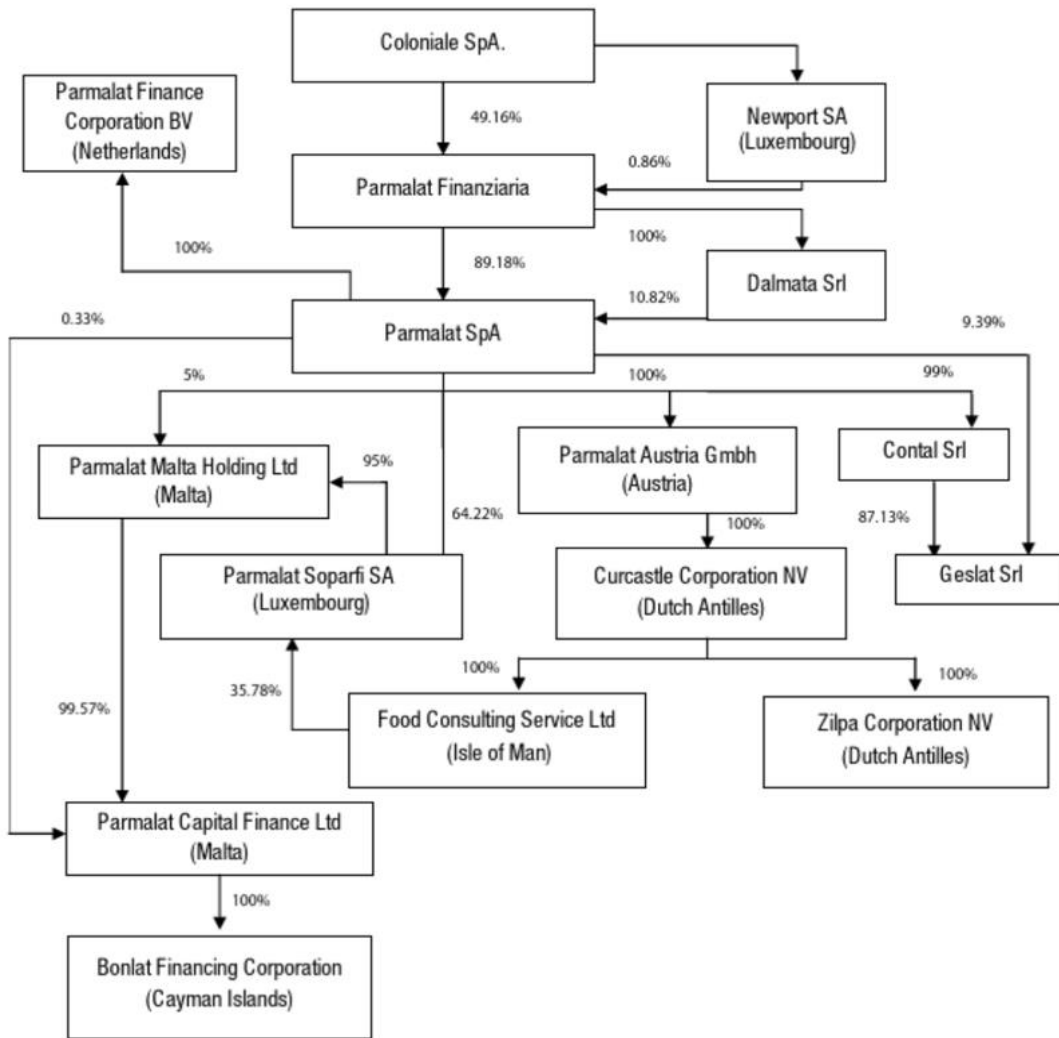 Coloniale SpA.
Parmalat Finance
Corporation BV
(Netherlands)
49.16%
Newport SA
(Luxembourg)
0.86%
Parmalat Finanziaria
100%
100%
89.18%
Dalmata Srl
10.82%
0.33%
Parmalat SpA
9.39%
5%
100%
99%
Parmalat Malta Holding Ltd
(Malta)
95%
Parmalat Austria Gmbh
(Austria)
Contal Srl
64.22%
100%
87.13%
Parmalat Soparfi SA
(Luxembourg)
Curcastle Corporation NV
(Dutch Antilles)
Geslat Srl
99.57%
35.78%
100%
100%
Food Consulting Service Ltd
(Isle of Man)
Zilpa Corporation NV
(Dutch Antilles)
Parmalat Capital Finance Ltd
(Malta)
100%
Bonlat Financing Corporation
(Cayman Islands)